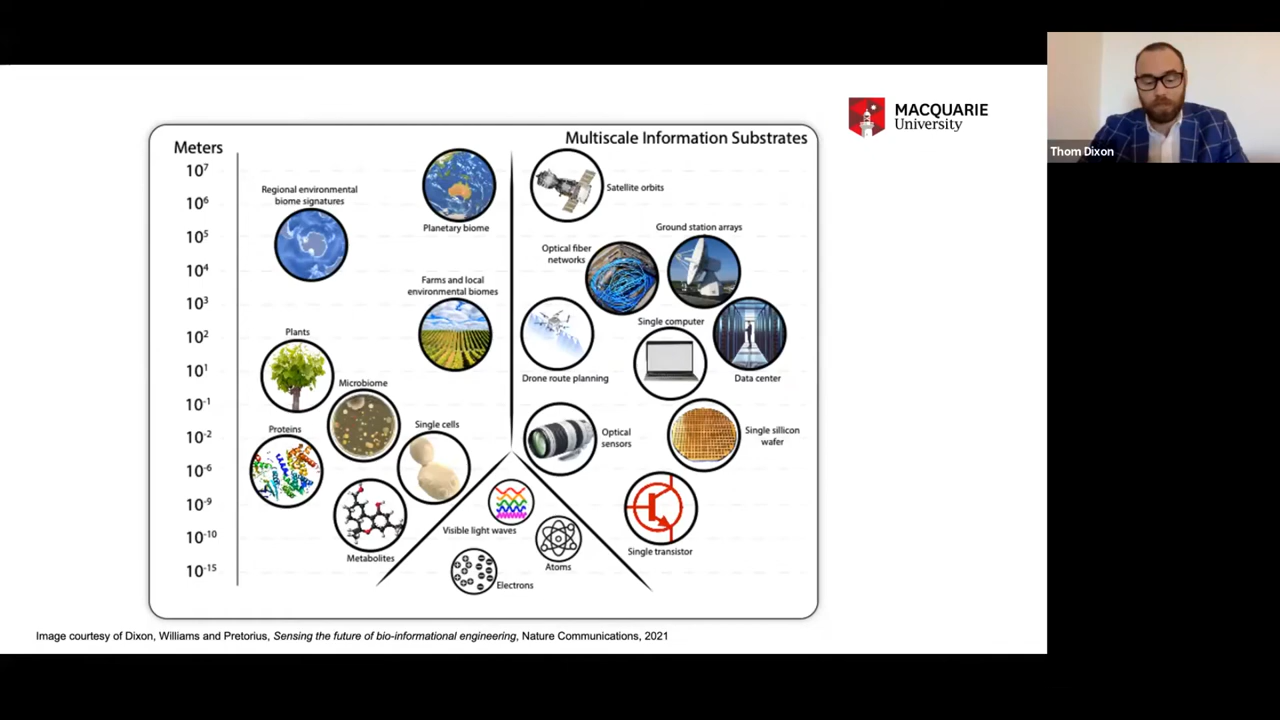 MACQUARIE
University
Thom Dixon
Multiscale Information Substrates
Meters
10⁷
10⁶
10⁵
10⁴
10³
10²
10¹
10⁻¹
10⁻²
10⁻⁶
10⁻⁹
10⁻¹⁰
10⁻¹⁵
Regional environmental
biome signatures
Planetary biome
Farms and local
environmental biomes
Plants
Microbiome
Proteins
Single cells
Metabolites
Satellite orbits
Ground station arrays
Optical fiber
networks
Single computer
Drone route planning
Data center
Optical
sensors
Single sillicon
wafer
Single transistor
Visible light waves
Atoms
Electrons
Image courtesy of Dixon, Williams and Pretorius, Sensing the future of bio-informational engineering, Nature Communications, 2021